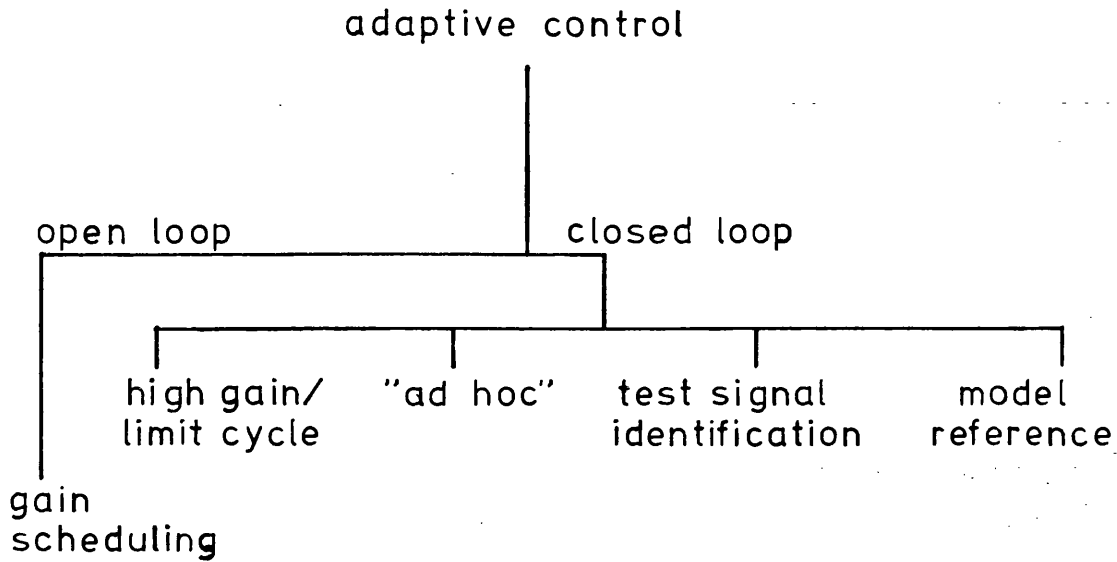 adaptive control
open loop
closed loop
high gain/
limit cycle
"ad hoc"
test signal
identification
model
reference
gain
scheduling